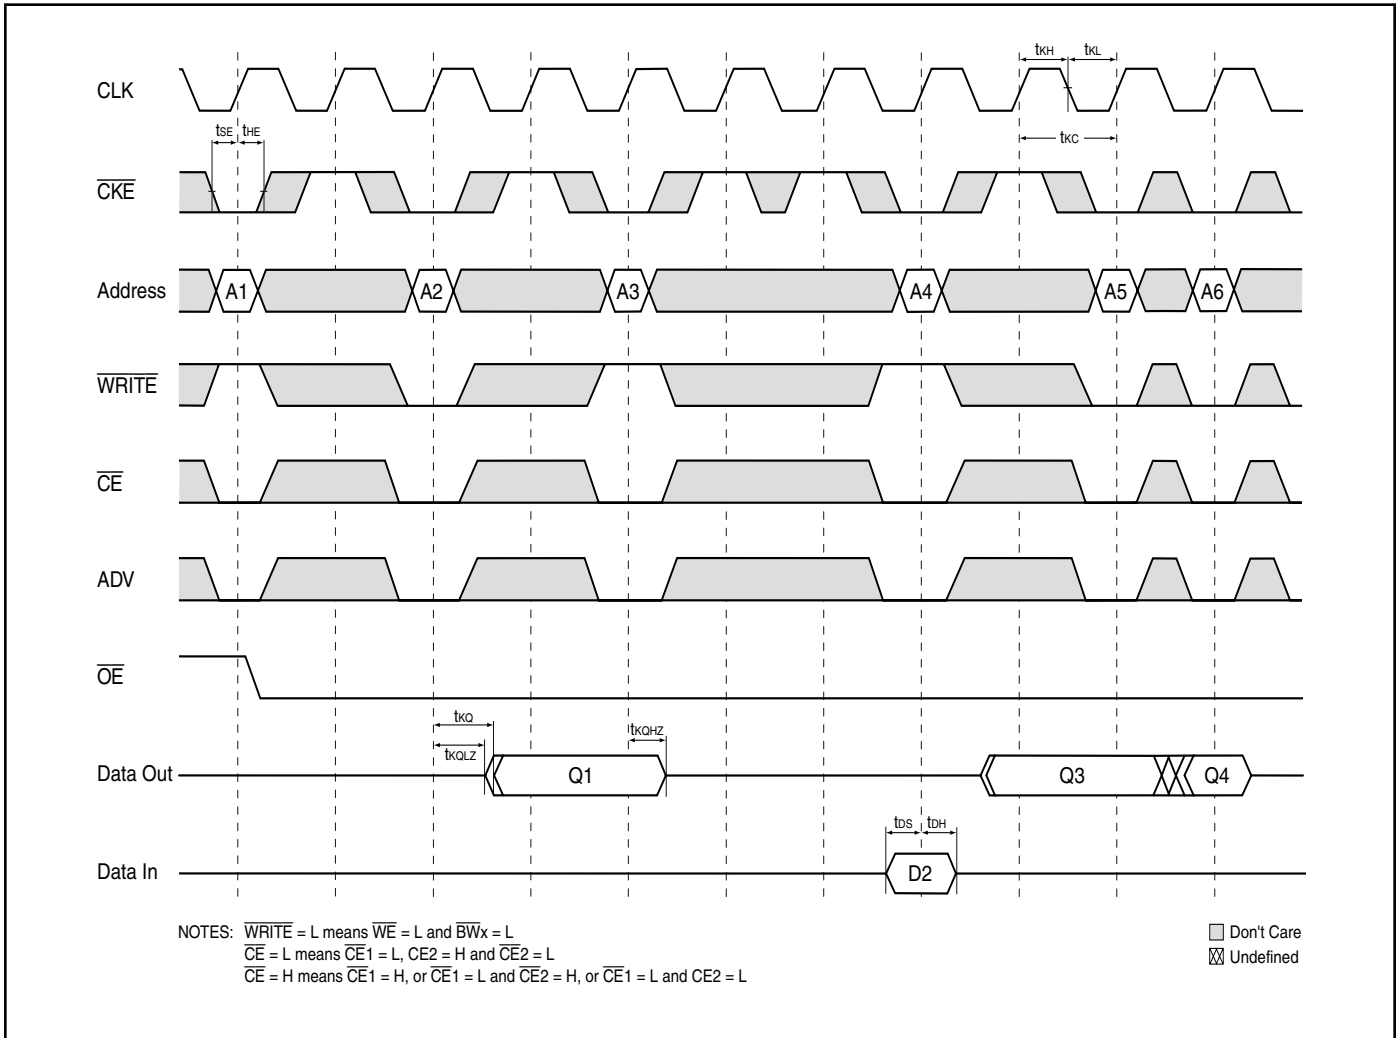 tKH tKL
CLK
tSE tHE
tKC
CKE
Address A1 A2 A3 A4 A5 A6
WRITE
CE
ADV
OE
tKQ
tKQLZ tKQHZ
Data Out Q1 Q3 Q4
tDS tDH
Data In D2
NOTES: WRITE = L means WE = L and BWx = L
CE = L means CE1 = L, CE2 = H and CE2 = L
CE = H means CE1 = H, or CE1 = L and CE2 = H, or CE1 = L and CE2 = L
Don't Care
Undefined